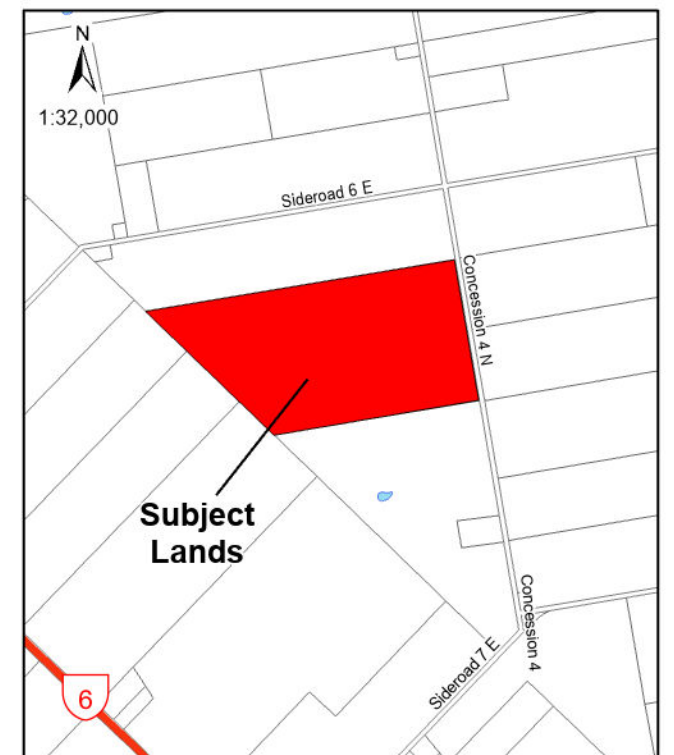 N
1:32,000
Sideroad 6 E
Concession 4 N
Subject
Lands
Concession 4
Sideroad 7 E
6